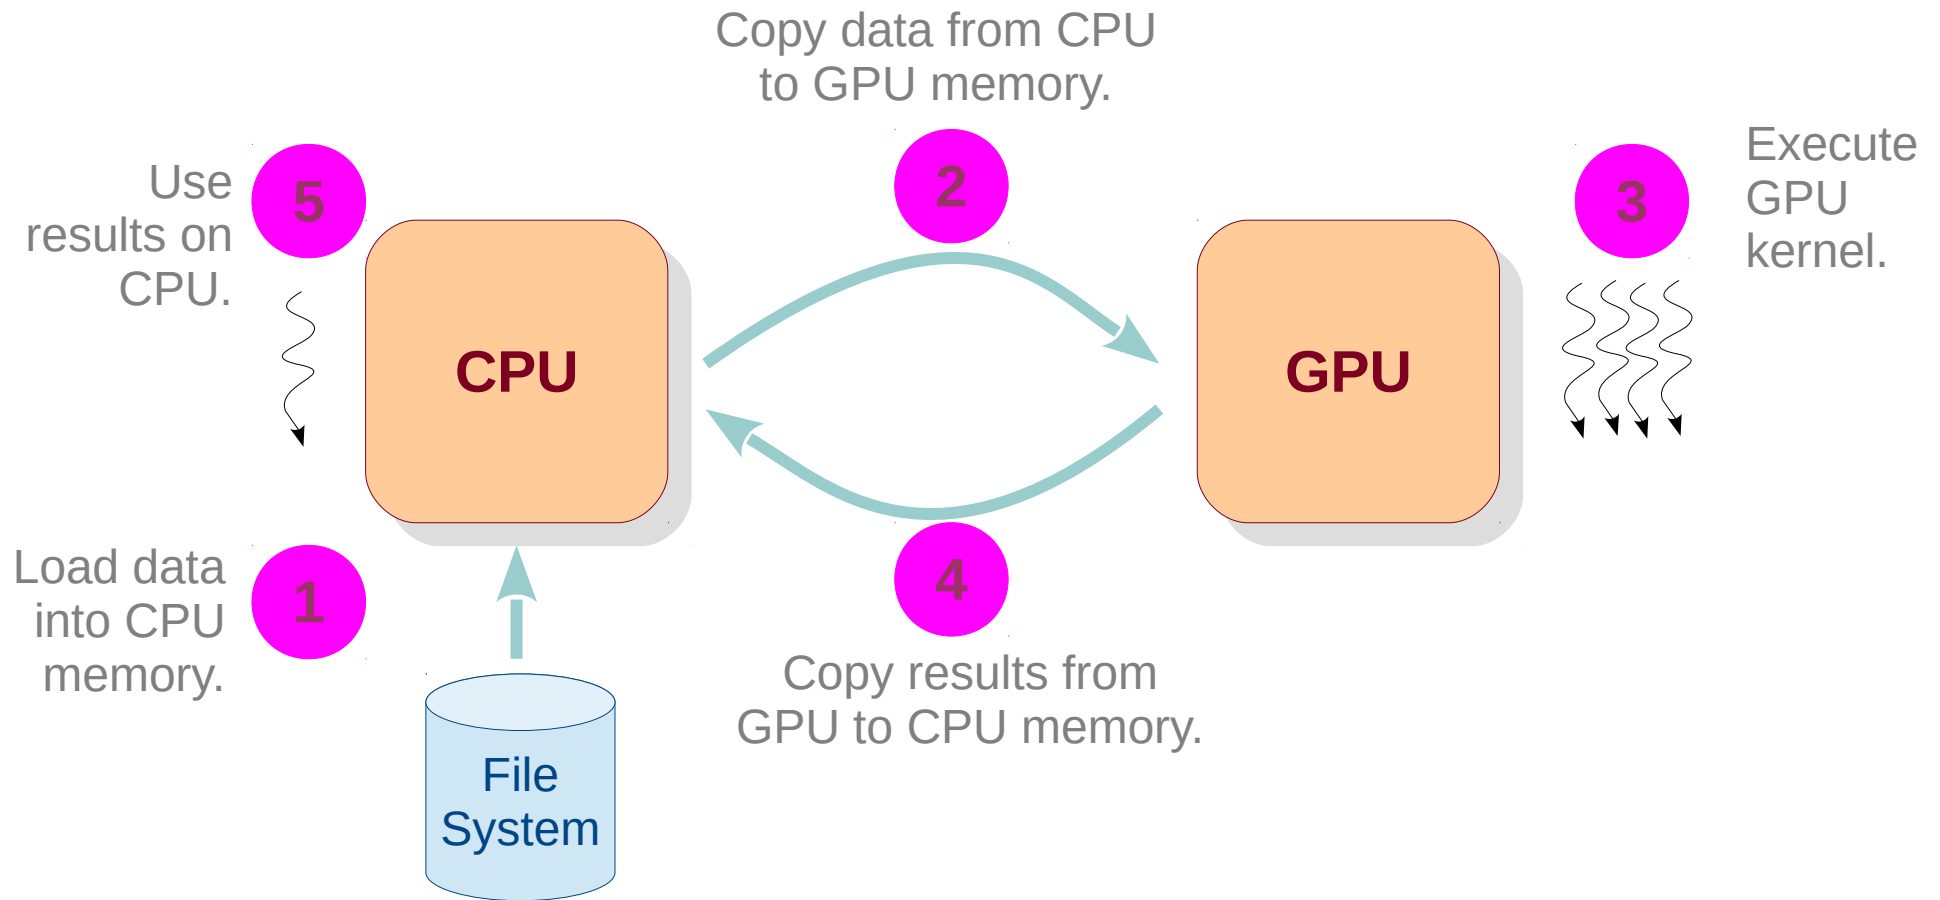 Copy data from CPU
to GPU memory.
2
5
Use
results on
CPU.
3
Execute
GPU
kernel.
CPU
GPU
1
Load data
into CPU
memory.
4
Copy results from
GPU to CPU memory.
File
System